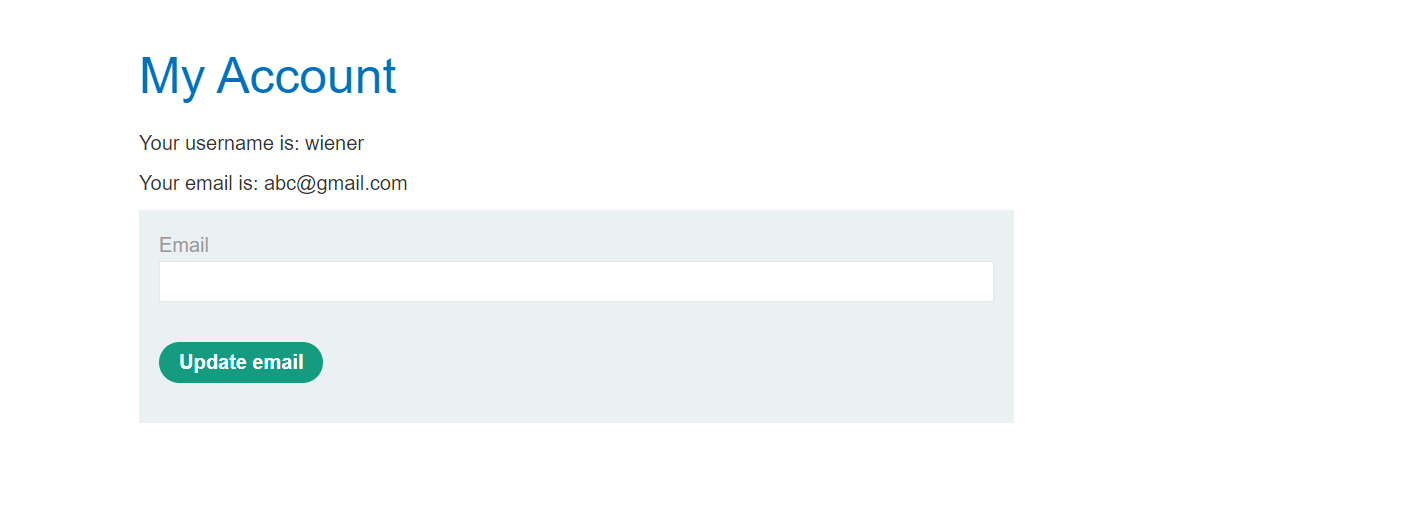 My Account
Your username is: wiener
Your email is: abc@gmail.com
Email
Update email